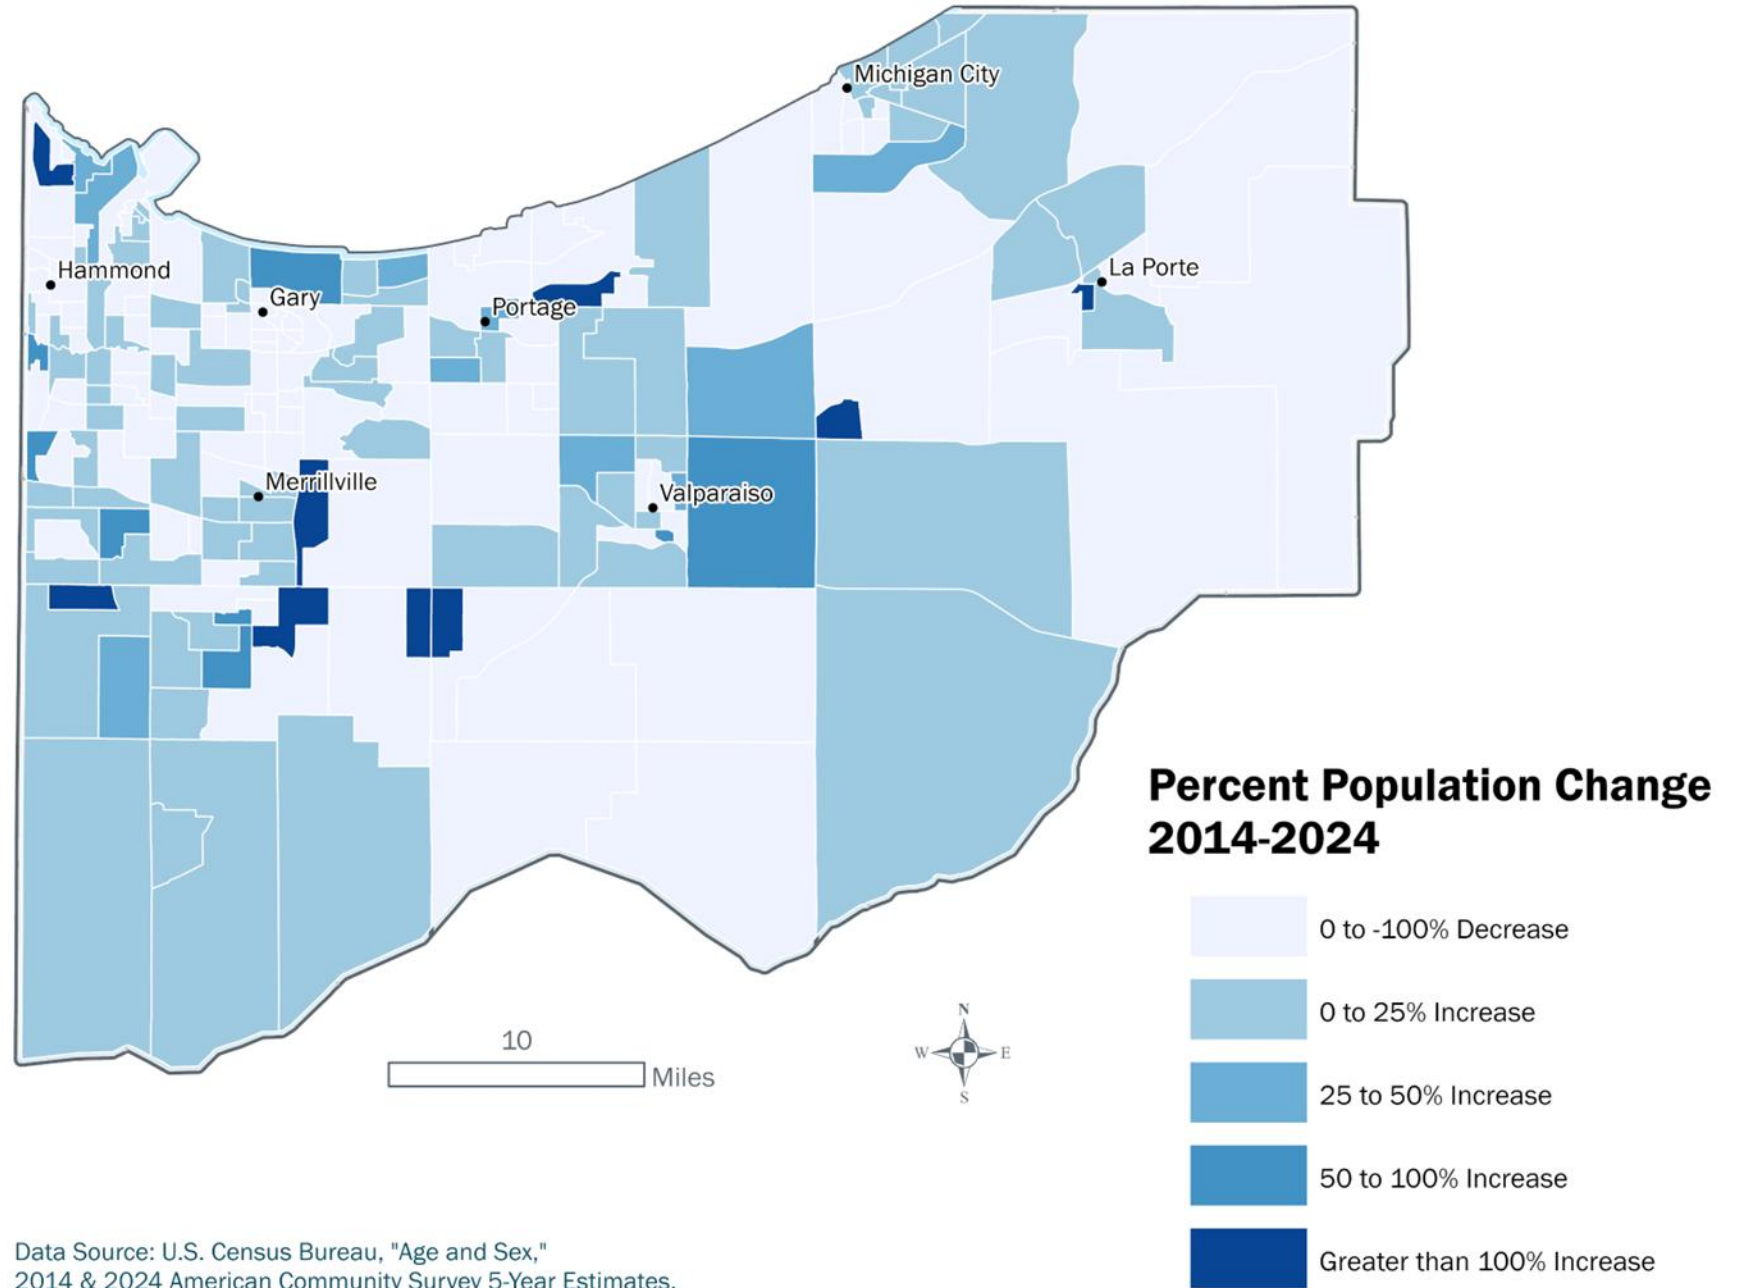 Michigan City
Hammond
La Porte
Gary
Portage
Merrillville
Valparaiso
Percent Population Change
2014-2024
0 to -100% Decrease
0 to 25% Increase
25 to 50% Increase
50 to 100% Increase
Greater than 100% Increase
10
Miles
N
W E
S
Data Source: U.S. Census Bureau, "Age and Sex,"
2014 & 2024 American Community Survey 5-Year Estimates.